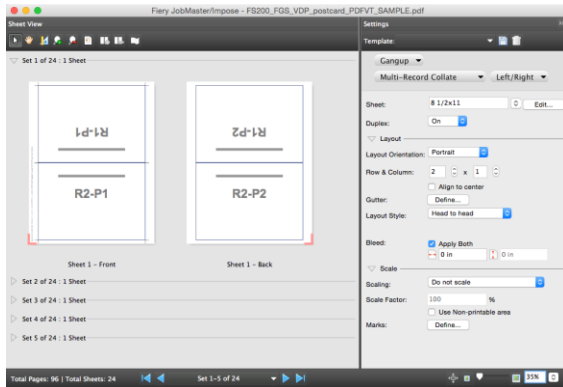 Fiery JobMaster/Impose - FS200_FGS_VDP_postcard_PDFVT_SAMPLE.pdf
Sheet View
Set 1 of 24 : 1 Sheet
R1-P1
R2-P1
R1-P2
R2-P2
Sheet 1 - Front
Sheet 1 - Back
Set 2 of 24 : 1 Sheet
Set 3 of 24 : 1 Sheet
Set 4 of 24 : 1 Sheet
Set 5 of 24 : 1 Sheet
Total Pages: 96 | Total Sheets: 24
Set 1-5 of 24
Settings
Template:
Gangup
Multi-Record Collate
Left/Right
Sheet: 8 1/2x11 Edit...
Duplex: On
Layout
Layout Orientation: Portrait
Row & Column: 2 x 1
Align to center
Gutter: Define...
Layout Style: Head to head
Bleed: Apply Both
0 in 0 in
Scale
Scaling: Do not scale
Scale Factor: 100 %
Use Non-printable area
Marks: Define...
35%